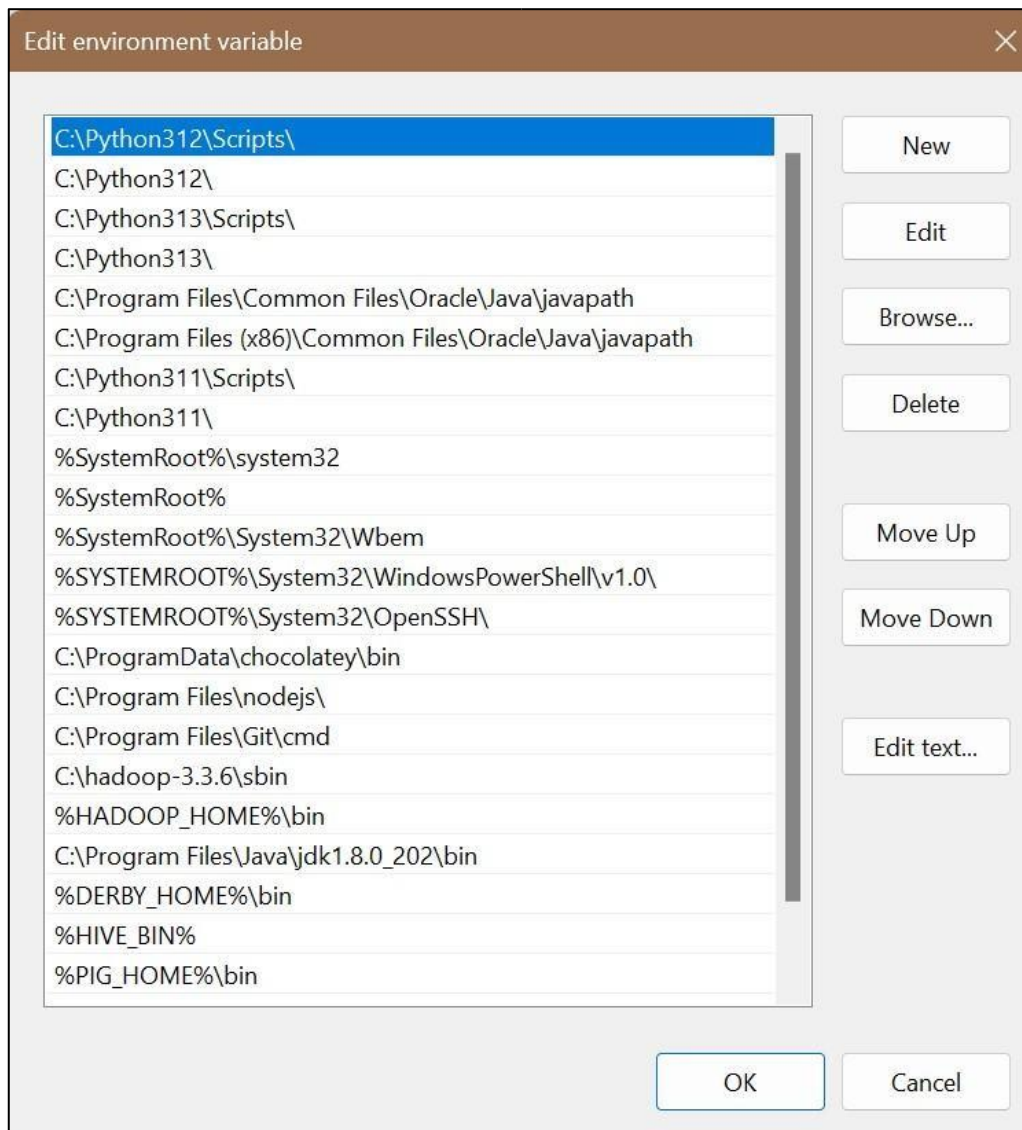 Edit environment variable
C:\Python312\Scripts\
C:\Python312\
C:\Python313\Scripts\
C:\Python313\
C:\Program Files\Common Files\Oracle\Java\javapath
C:\Program Files (x86)\Common Files\Oracle\Java\javapath
C:\Python311\Scripts\
C:\Python311\
%SystemRoot%\system32
%SystemRoot%
%SystemRoot%\System32\Wbem
%SYSTEMROOT%\System32\WindowsPowerShell\v1.0\
%SYSTEMROOT%\System32\OpenSSH\
C:\ProgramData\chocolatey\bin
C:\Program Files\nodejs\
C:\Program Files\Git\cmd
C:\hadoop-3.3.6\sbin
%HADOOP_HOME%\bin
C:\Program Files\Java\jdk1.8.0_202\bin
%DERBY_HOME%\bin
%HIVE_BIN%
%PIG_HOME%\bin
New
Edit
Browse...
Delete
Move Up
Move Down
Edit text...
OK
Cancel